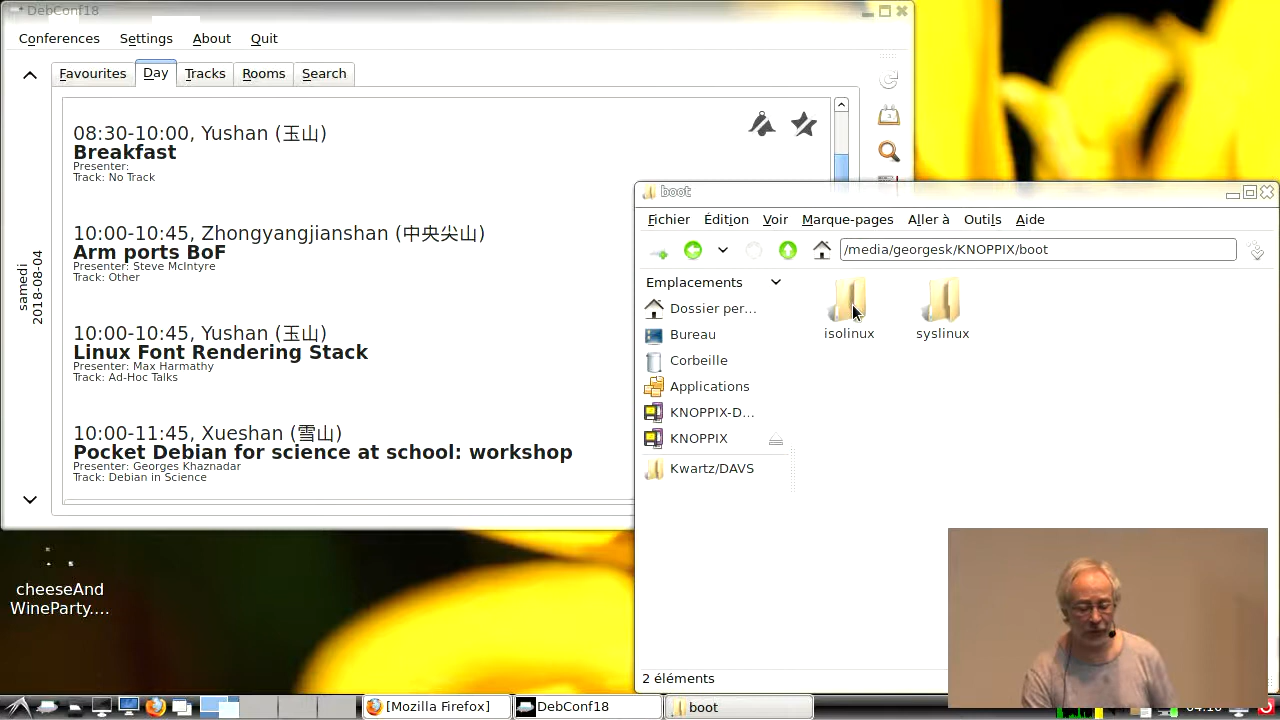 * DebConf18
Conferences Settings About Quit
Favourites Day Tracks Rooms Search
samedi
2018-08-04
08:30-10:00, Yushan (玉山)
Breakfast
Presenter:
Track: No Track
10:00-10:45, Zhongyangjianshan (中央尖山)
Arm ports BoF
Presenter: Steve McIntyre
Track: Other
10:00-10:45, Yushan (玉山)
Linux Font Rendering Stack
Presenter: Max Harmathy
Track: Ad-Hoc Talks
10:00-11:45, Xueshan (雪山)
Pocket Debian for science at school: workshop
Presenter: Georges Khaznadar
Track: Debian in Science
boot
Fichier Édition Voir Marque-pages Aller à Outils Aide
/media/georgesk/KNOPPIX/boot
Emplacements
Dossier per...
Bureau
Corbeille
Applications
KNOPPIX-D...
KNOPPIX
Kwartz/DAVS
isolinux syslinux
2 éléments
cheeseAnd
WineParty....
[Mozilla Firefox] DebConf18 boot